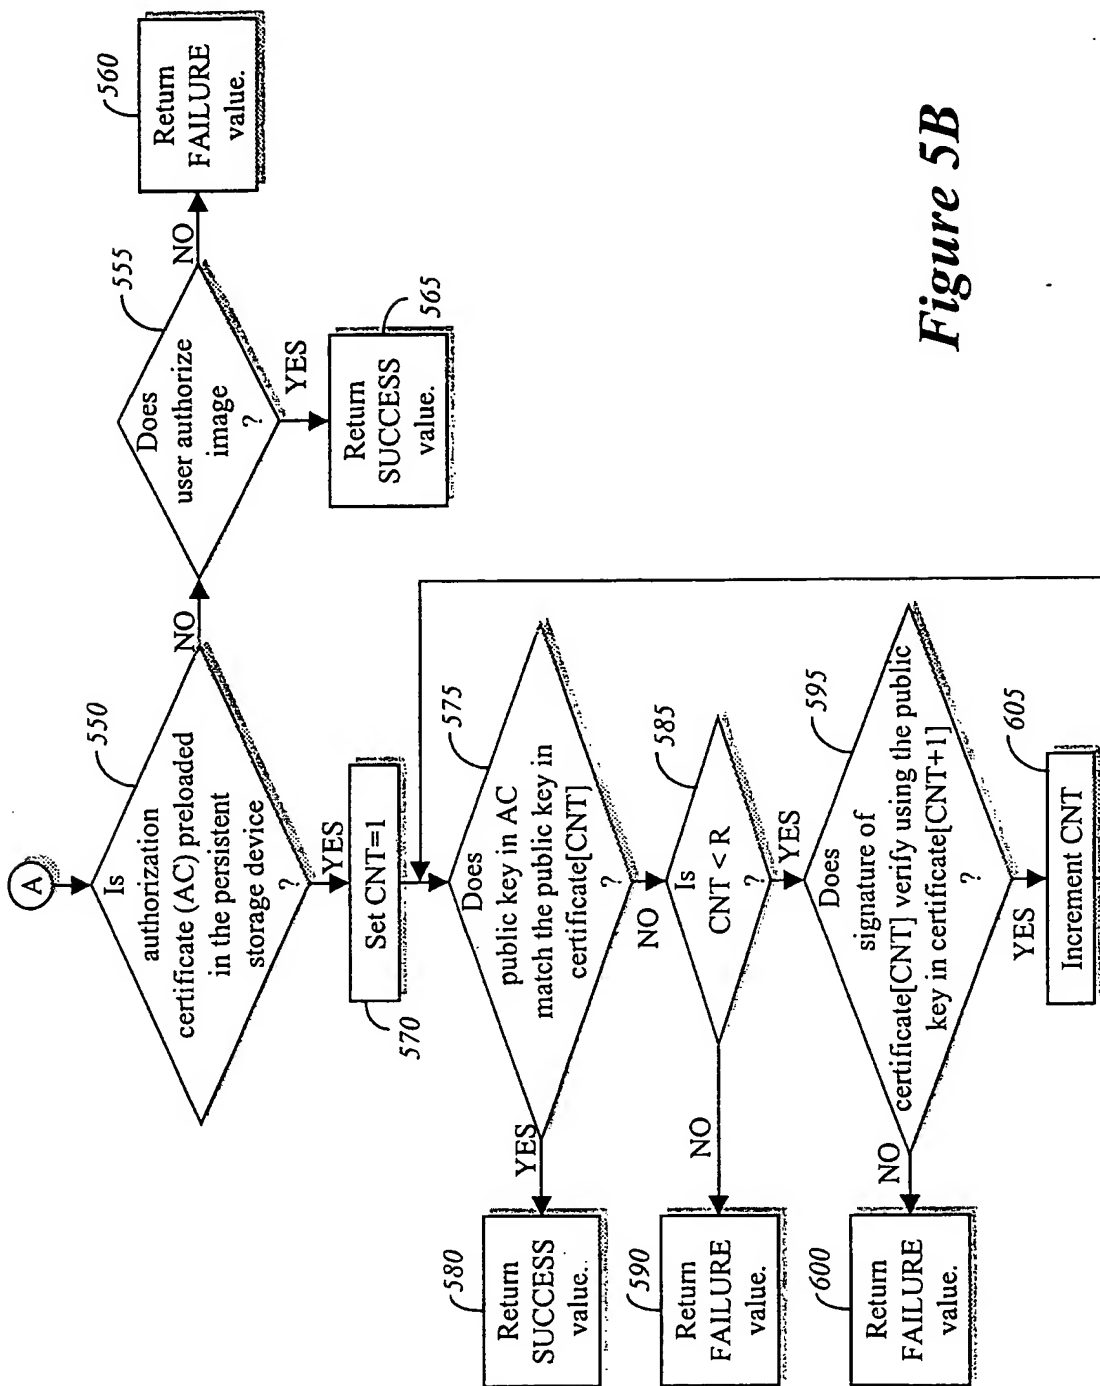 A
Is
authorization
certificate (AC) preloaded
in the persistent
storage device
?
550
NO
Does
user authorize
image
?
555
NO
Return
FAILURE
value.
560
YES
Return
SUCCESS
value.
565
YES
Set CNT=1
570
Does
public key in AC
match the public key in
certificate[CNT]
?
575
YES
Return
SUCCESS
value.
580
NO
Is
CNT < R
?
585
NO
Return
FAILURE
value.
590
YES
Does
signature of
certificate[CNT] verify using the public
key in certificate[CNT+1]
?
595
NO
Return
FAILURE
value.
600
YES
Increment CNT
605
Figure 5B